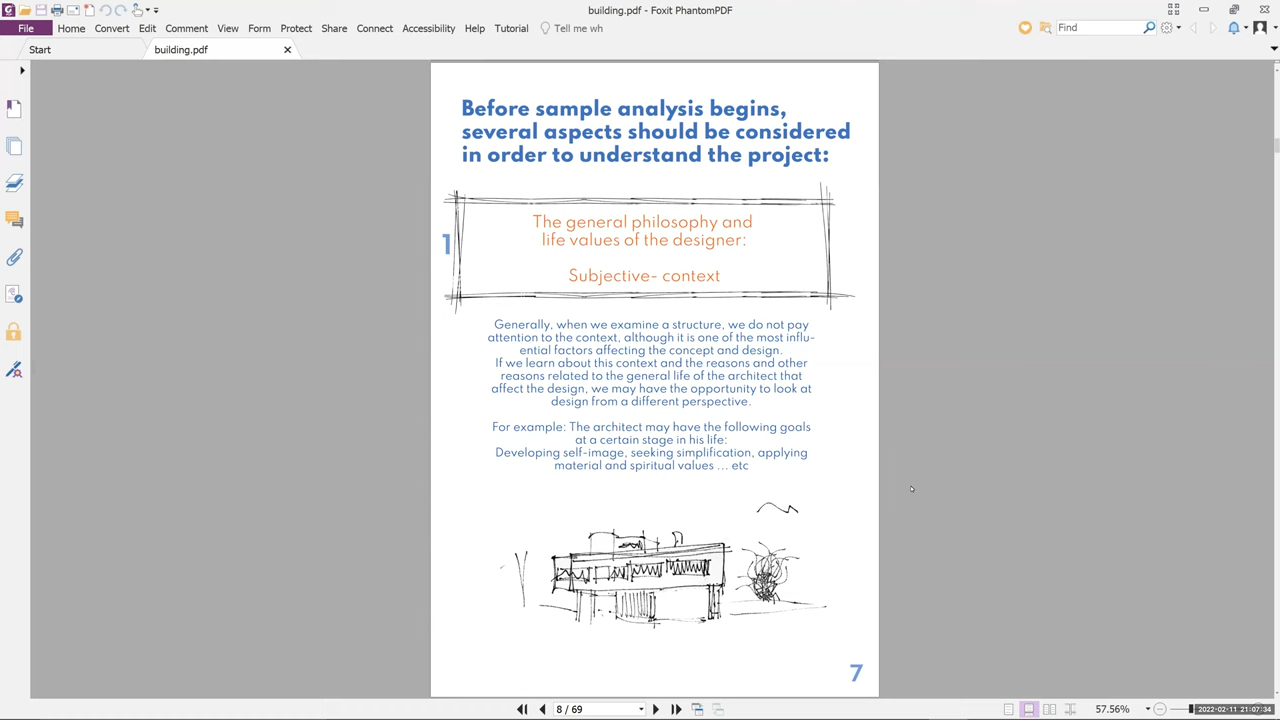 building.pdf - Foxit PhantomPDF
File Home Convert Edit Comment View Form Protect Share Connect Accessibility Help Tutorial Tell me wh Find
Start building.pdf
Before sample analysis begins,
several aspects should be considered
in order to understand the project:
1
The general philosophy and
life values of the designer:
Subjective- context
Generally, when we examine a structure, we do not pay
attention to the context, although it is one of the most influ-
ential factors affecting the concept and design.
If we learn about this context and the reasons and other
reasons related to the general life of the architect that
affect the design, we may have the opportunity to look at
design from a different perspective.
For example: The architect may have the following goals
at a certain stage in his life:
Developing self-image, seeking simplification, applying
material and spiritual values ... etc
7
8 / 69 57.56% 2022-02-11 21:07:34